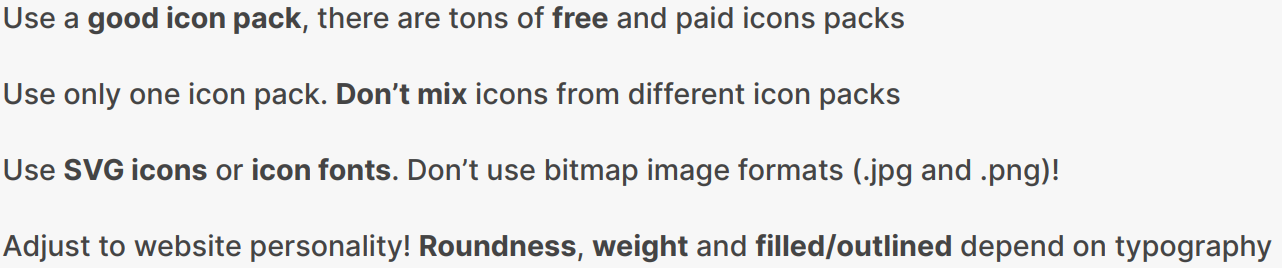 Use a good icon pack, there are tons of free and paid icons packs
Use only one icon pack. Don’t mix icons from different icon packs
Use SVG icons or icon fonts. Don’t use bitmap image formats (.jpg and .png)!
Adjust to website personality! Roundness, weight and filled/outlined depend on typography